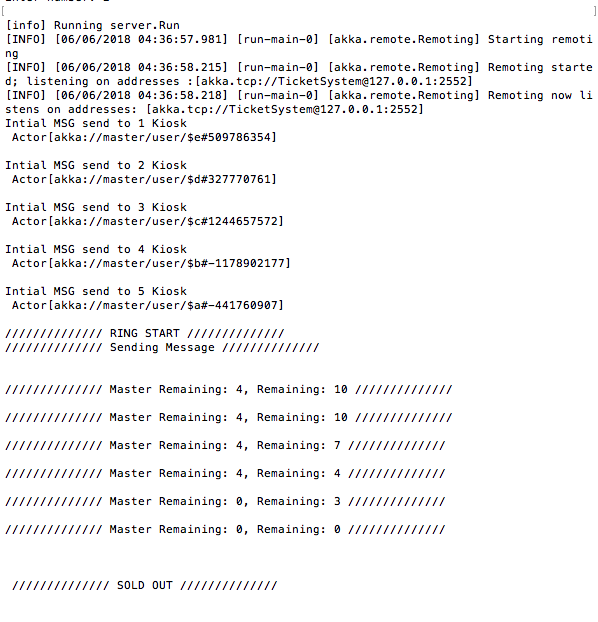 [info] Running server.Run
[INFO] [06/06/2018 04:36:57.981] [run-main-0] [akka.remote.Remoting] Starting remoti
ng
[INFO] [06/06/2018 04:36:58.215] [run-main-0] [akka.remote.Remoting] Remoting starte
d; listening on addresses :[akka.tcp://TicketSystem@127.0.0.1:2552]
[INFO] [06/06/2018 04:36:58.218] [run-main-0] [akka.remote.Remoting] Remoting now li
stens on addresses: [akka.tcp://TicketSystem@127.0.0.1:2552]
Intial MSG send to 1 Kiosk
Actor[akka://master/user/$e#509786354]
Intial MSG send to 2 Kiosk
Actor[akka://master/user/$d#327770761]
Intial MSG send to 3 Kiosk
Actor[akka://master/user/$c#1244657572]
Intial MSG send to 4 Kiosk
Actor[akka://master/user/$b#-1178902177]
Intial MSG send to 5 Kiosk
Actor[akka://master/user/$a#-441760907]
////////////// RING START //////////////
////////////// Sending Message //////////////
////////////// Master Remaining: 4, Remaining: 10 //////////////
////////////// Master Remaining: 4, Remaining: 10 //////////////
////////////// Master Remaining: 4, Remaining: 7 //////////////
////////////// Master Remaining: 4, Remaining: 4 //////////////
////////////// Master Remaining: 0, Remaining: 3 //////////////
////////////// Master Remaining: 0, Remaining: 0 //////////////
////////////// SOLD OUT //////////////